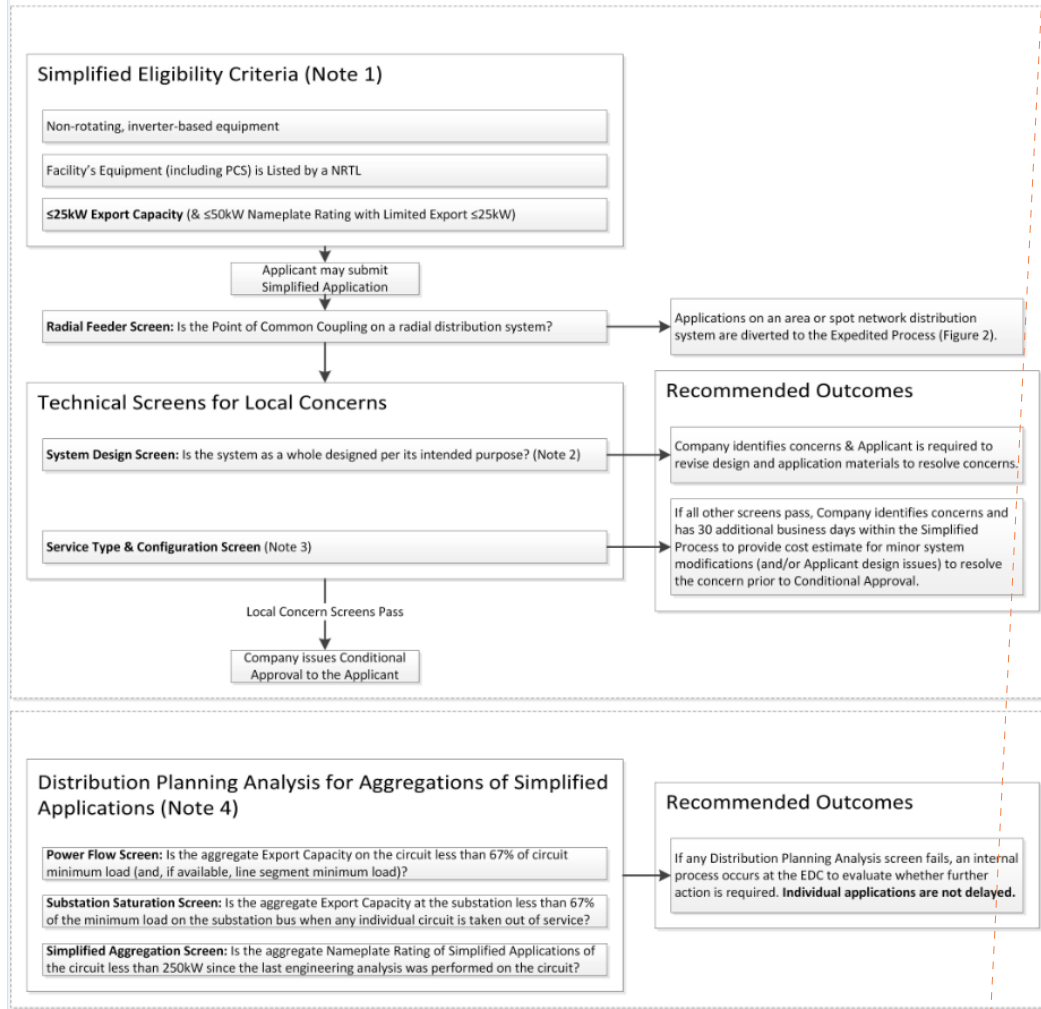 Simplified Eligibility Criteria (Note 1)
Non-rotating, inverter-based equipment
Facility's Equipment (including PCS) is Listed by a NRTL
≤25kW Export Capacity (& ≤50kW Nameplate Rating with Limited Export ≤25kW)
Applicant may submit
Simplified Application
Radial Feeder Screen: Is the Point of Common Coupling on a radial distribution system?
Applications on an area or spot network distribution
system are diverted to the Expedited Process (Figure 2).
Technical Screens for Local Concerns
System Design Screen: Is the system as a whole designed per its intended purpose? (Note 2)
Service Type & Configuration Screen (Note 3)
Recommended Outcomes
Company identifies concerns & Applicant is required to
revise design and application materials to resolve concerns.
If all other screens pass, Company identifies concerns and
has 30 additional business days within the Simplified
Process to provide cost estimate for minor system
modifications (and/or Applicant design issues) to resolve
the concern prior to Conditional Approval.
Local Concern Screens Pass
Company issues Conditional
Approval to the Applicant
Distribution Planning Analysis for Aggregations of Simplified
Applications (Note 4)
Power Flow Screen: Is the aggregate Export Capacity on the circuit less than 67% of circuit
minimum load (and, if available, line segment minimum load)?
Substation Saturation Screen: Is the aggregate Export Capacity at the substation less than 67%
of the minimum load on the substation bus when any individual circuit is taken out of service?
Simplified Aggregation Screen: Is the aggregate Nameplate Rating of Simplified Applications of
the circuit less than 250kW since the last engineering analysis was performed on the circuit?
Recommended Outcomes
If any Distribution Planning Analysis screen fails, an internal
process occurs at the EDC to evaluate whether further
action is required. Individual applications are not delayed.